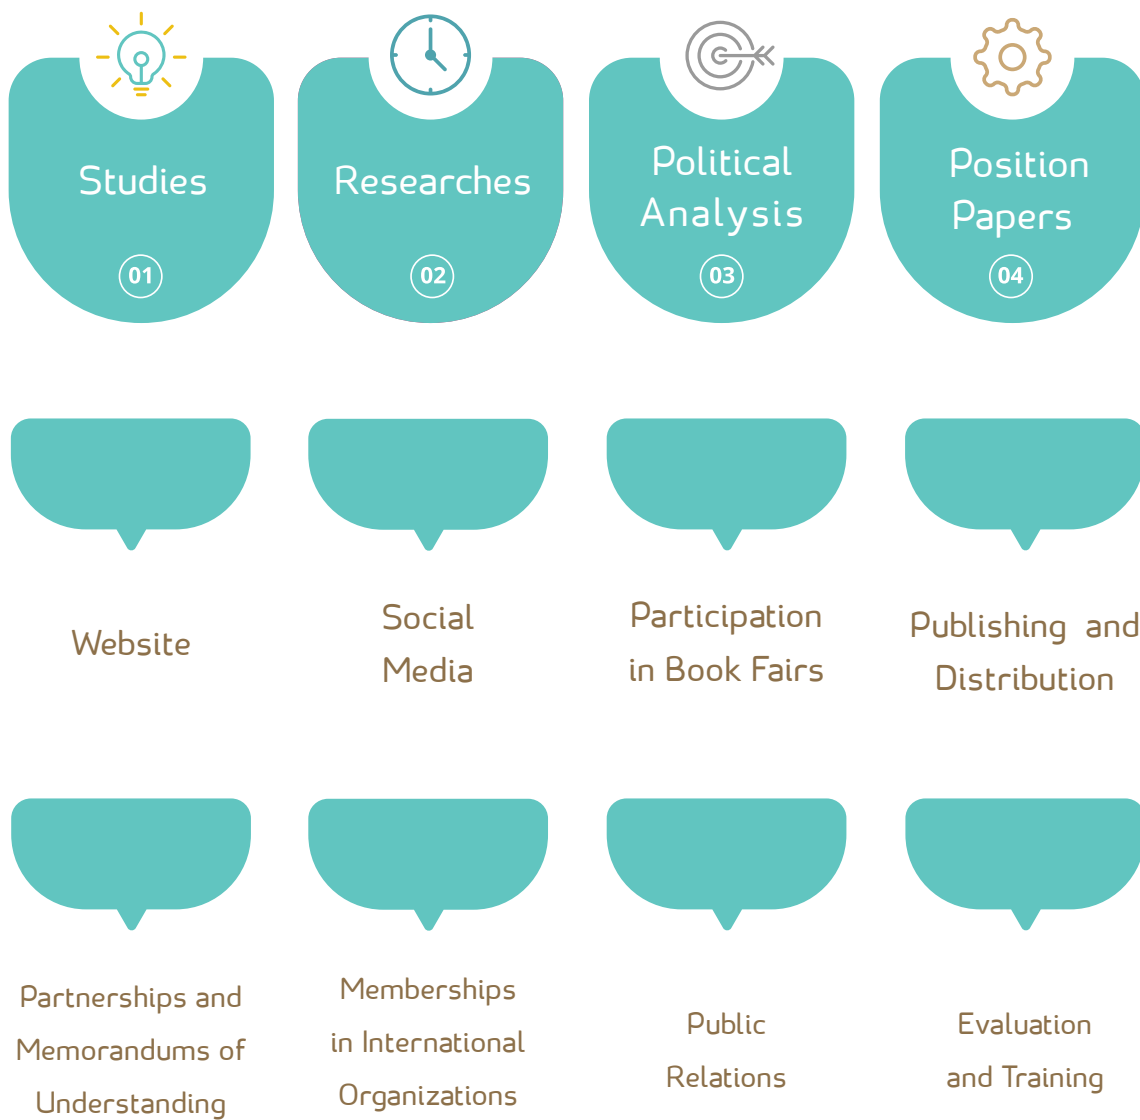 Studies
01
Researches
02
Political
Analysis
03
Position
Papers
04
Website
Social
Media
Participation
in Book Fairs
Publishing and
Distribution
Partnerships and
Memorandums of
Understanding
Memberships
in International
Organizations
Public
Relations
Evaluation
and Training